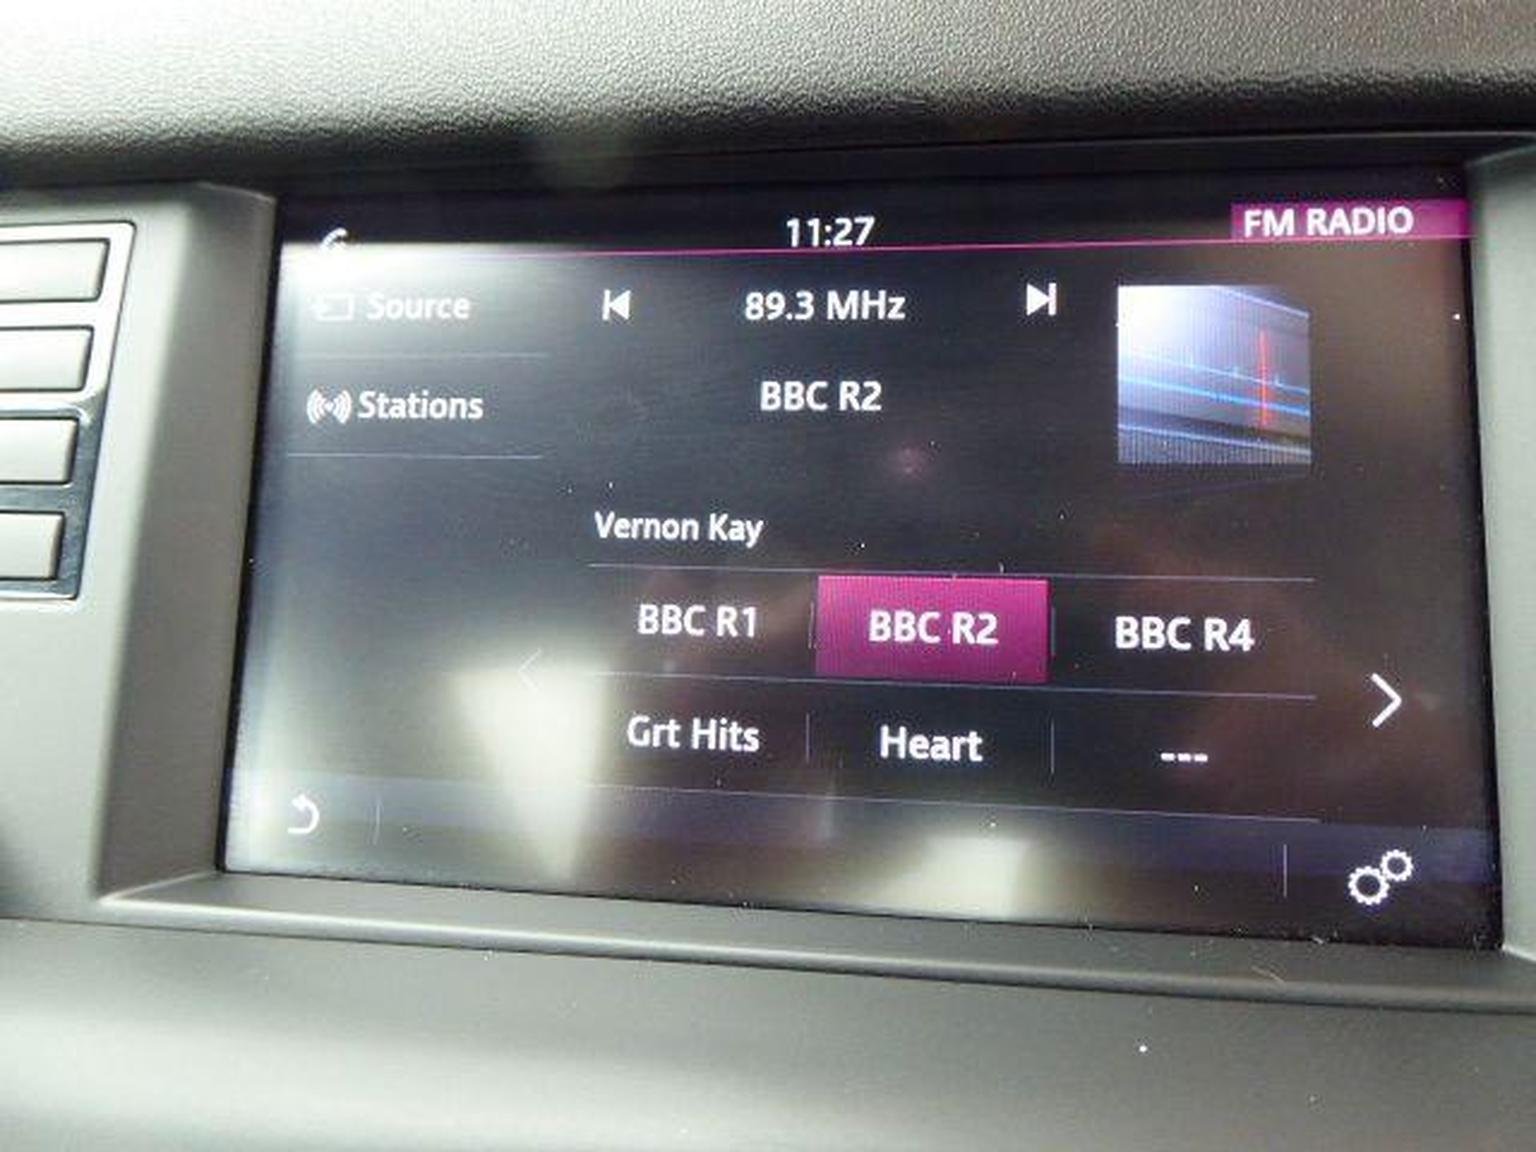 11:27
FM RADIO
Source
89.3 MHz
Stations
BBC R2
Vernon Kay
BBC R1
BBC R2
BBC R4
Grt Hits
Heart
---